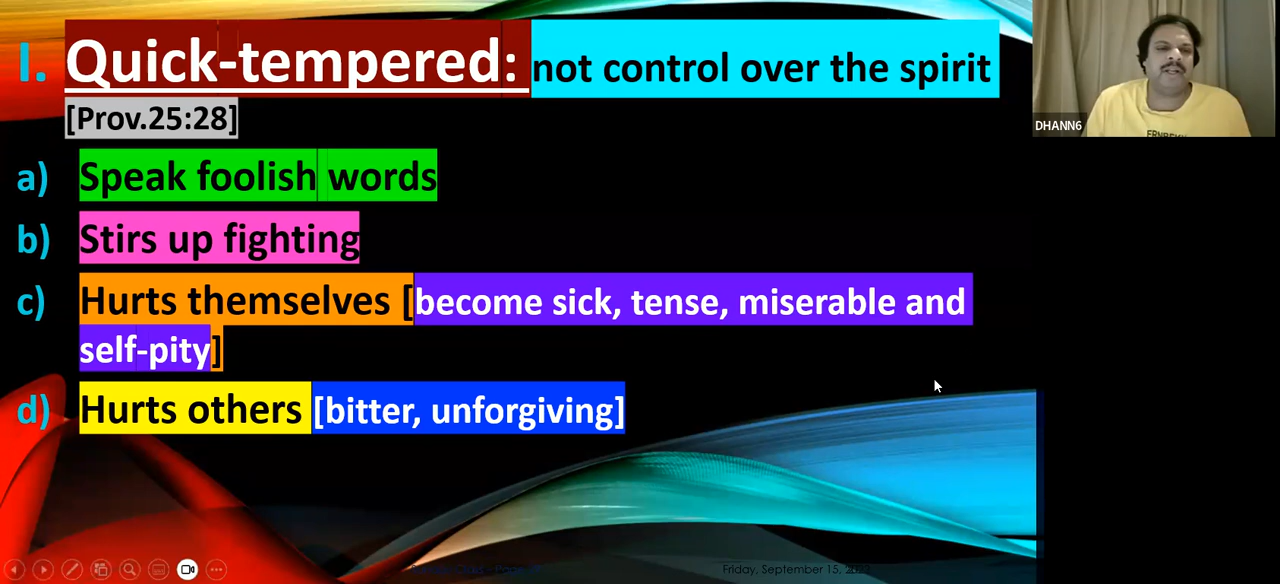 I. Quick-tempered: not control over the spirit
[Prov.25:28]
DHANN6
a) Speak foolish words
b) Stirs up fighting
c) Hurts themselves [become sick, tense, miserable and
self-pity]
d) Hurts others [bitter, unforgiving]
Friday, September 15,